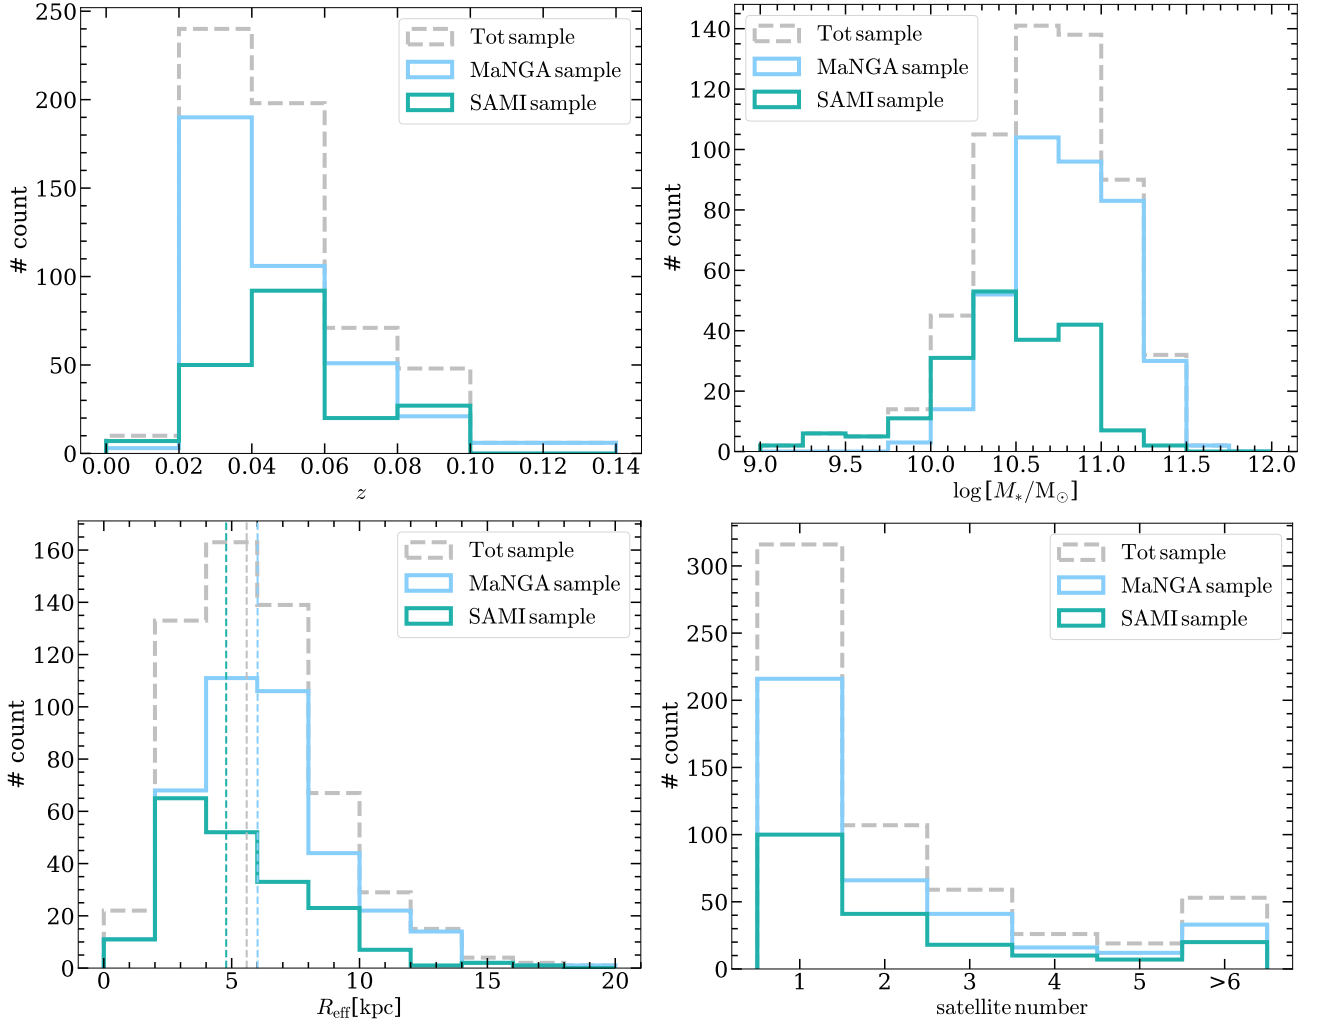 250
200
150
100
50
0
# count
0.00 0.02 0.04 0.06 0.08 0.10 0.12 0.14
z
Tot sample
MaNGA sample
SAMI sample
140
120
100
80
60
40
20
0
# count
9.0 9.5 10.0 10.5 11.0 11.5 12.0
log[M*/M⊙]
Tot sample
MaNGA sample
SAMI sample
160
140
120
100
80
60
40
20
0
# count
0 5 10 15 20
Reff[kpc]
Tot sample
MaNGA sample
SAMI sample
300
250
200
150
100
50
0
# count
1 2 3 4 5 >6
satellite number
Tot sample
MaNGA sample
SAMI sample